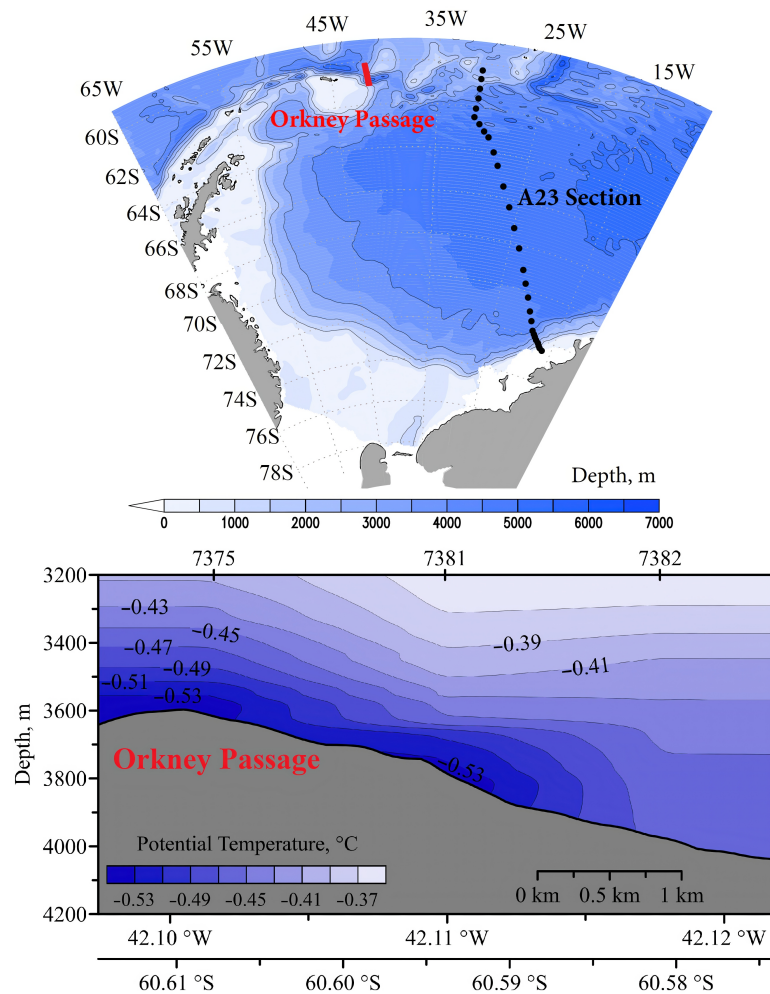 45W
35W
55W
25W
65W
15W
Orkney Passage
60S
62S
A23 Section
64S
66S
68S
70S
72S
74S
76S
78S
Depth, m
0 1000 2000 3000 4000 5000 6000 7000
7375 7381 7382
3200
-0.43
-0.45
-0.39
3400
-0.47
-0.41
-0.49
-0.51
-0.53
3600
Depth, m
Orkney Passage
-0.53
3800
Potential Temperature, °C
4000
-0.53 -0.49 -0.45 -0.41 -0.37
0 km 0.5 km 1 km
4200
42.10 °W 42.11 °W 42.12 °W
60.61 °S 60.60 °S 60.59 °S 60.58 °S